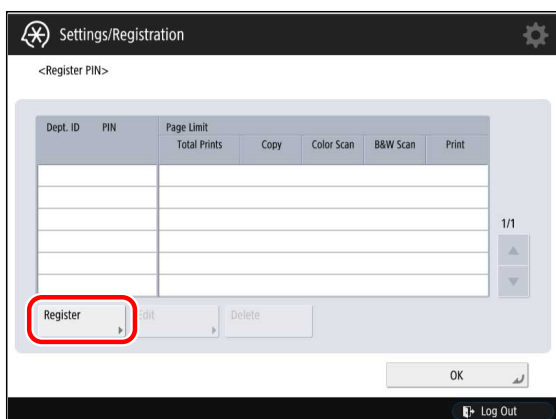 Settings/Registration
<Register PIN>
Dept. ID PIN Page Limit
Total Prints Copy Color Scan B&W Scan Print
1/1
Register Edit Delete
OK
Log Out